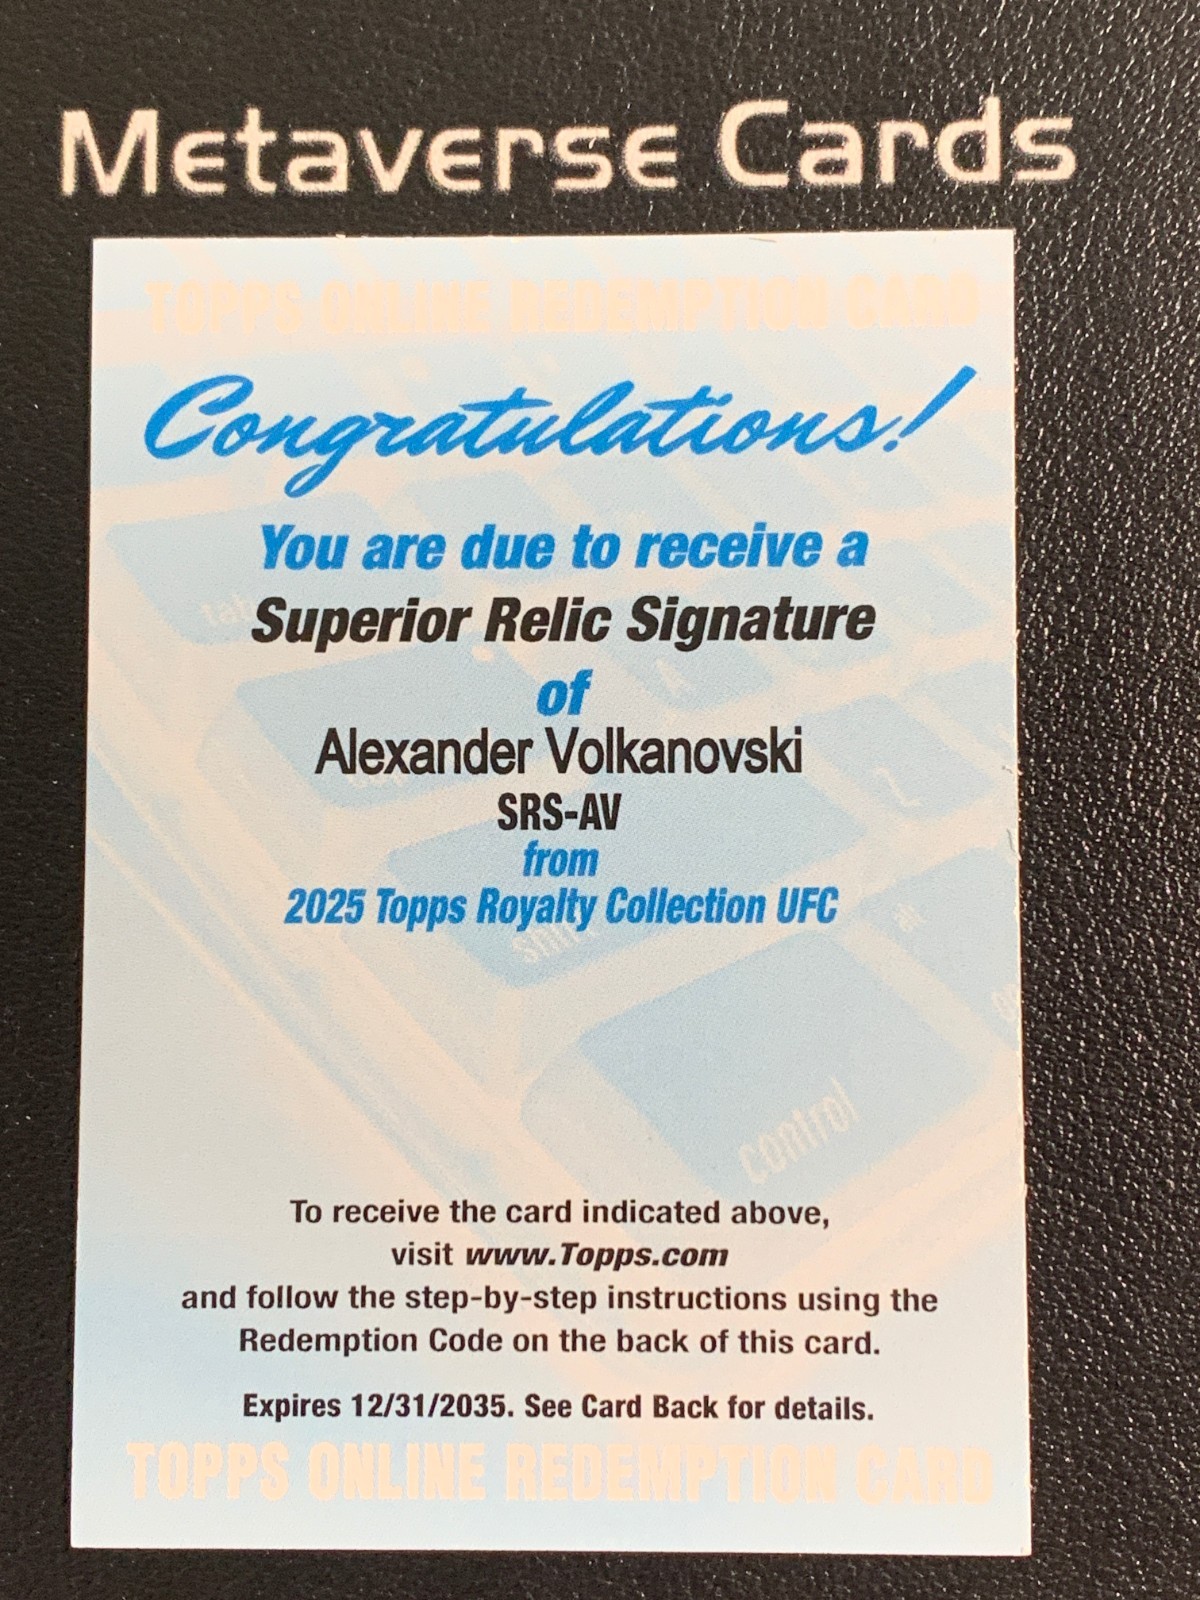 Metaverse Cards
TOPPS ONLINE REDEMPTION CARD
Congratulations!
You are due to receive a
Superior Relic Signature
of
Alexander Volkanovski
SRS-AV
from
2025 Topps Royalty Collection UFC
To receive the card indicated above,
visit www.Topps.com
and follow the step-by-step instructions using the
Redemption Code on the back of this card.
Expires 12/31/2035. See Card Back for details.
TOPPS ONLINE REDEMPTION CARD
tab
A
Z
shift
control